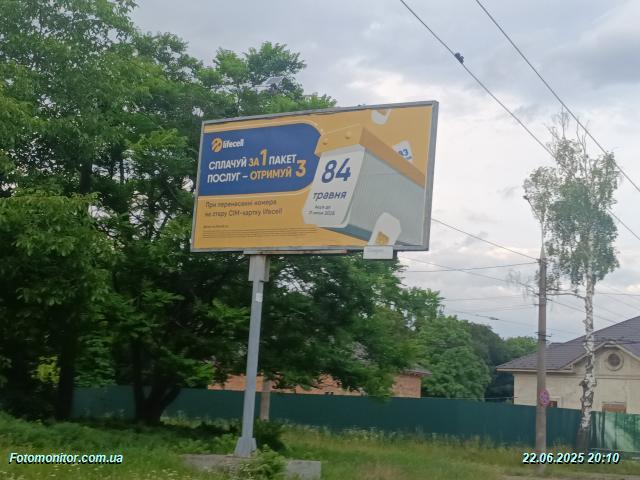 lifecell
СПЛАЧУЙ ЗА 1 ПАКЕТ
ПОСЛУГ – ОТРИМУЙ 3
При перенесенні номера
на стару СІМ-картку lifecell
84
травня
Fotomonitor.com.ua
22.06.2025 20:10